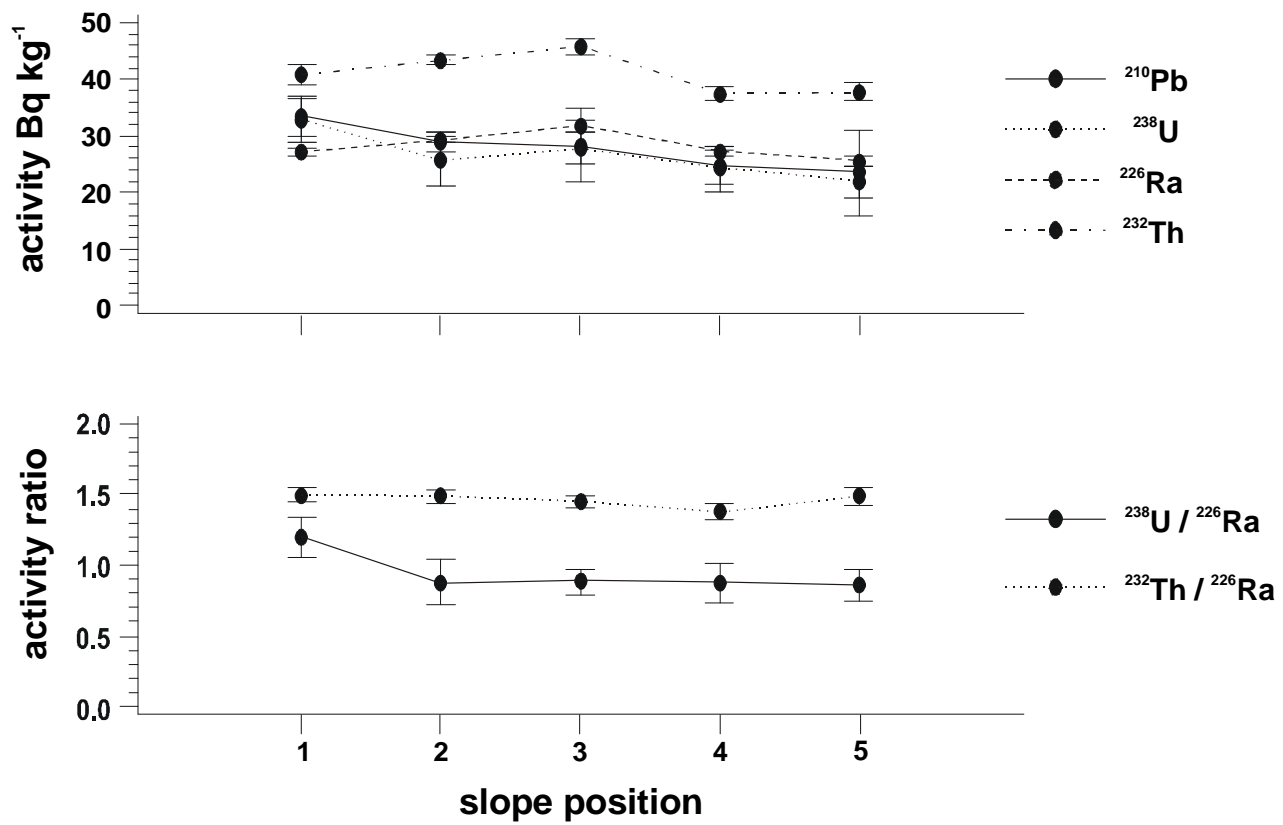 activity Bq kg⁻¹
50
40
30
20
10
0
²¹⁰Pb
²³⁸U
²²⁶Ra
²³²Th
activity ratio
2.0
1.5
1.0
0.5
0.0
²³⁸U / ²²⁶Ra
²³²Th / ²²⁶Ra
1 2 3 4 5
slope position